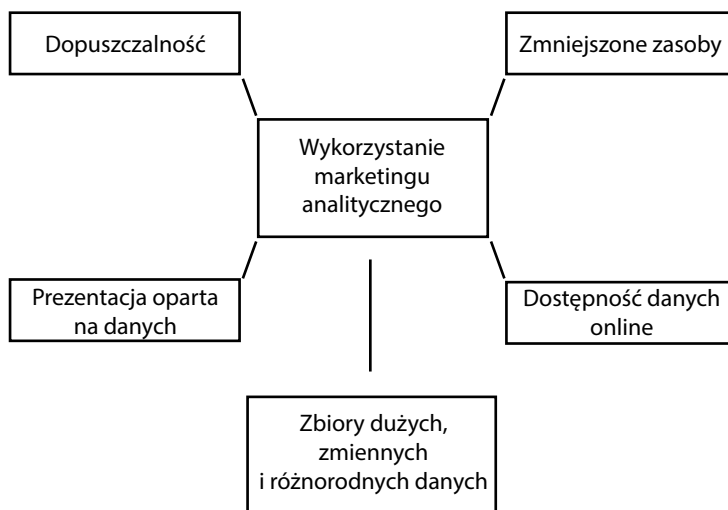 Dopuszczalność
Zmniejszone zasoby
Wykorzystanie
marketingu
analitycznego
Prezentacja oparta
na danych
Dostępność danych
online
Zbiory dużych,
zmiennych
i różnorodnych danych